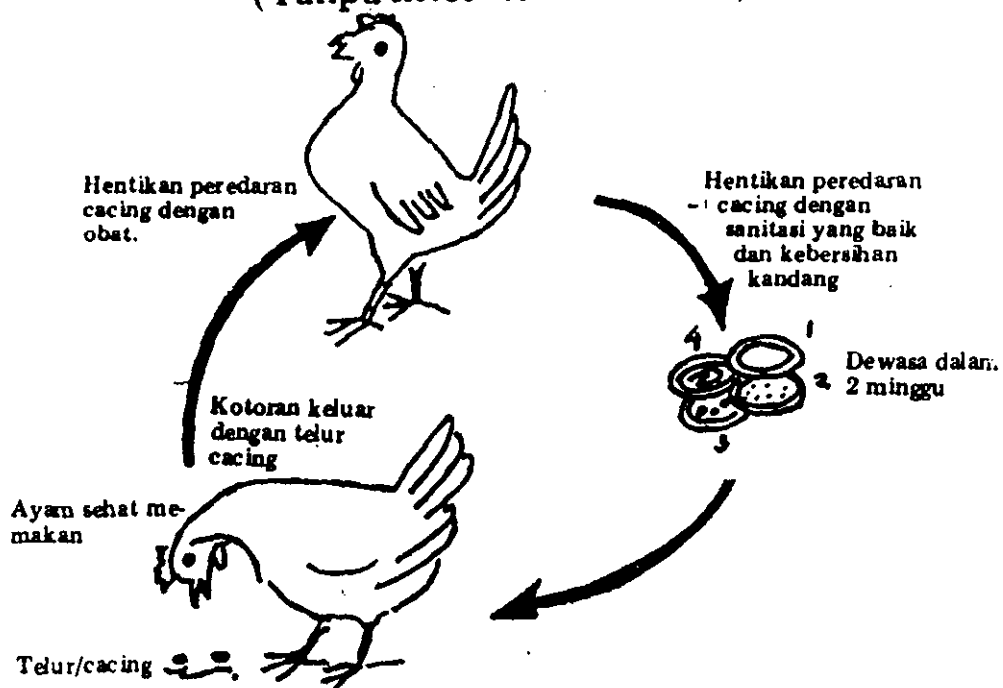 Hentikan peredaran
cacing dengan
obat.
Hentikan peredaran
cacing dengan
sanitasi yang baik
dan kebersihan
kandang
4
1
2
3
Dewasa dalam
2 minggu
Kotoran keluar
dengan telur
cacing
Ayam sehat me-
makan
Telur/cacing